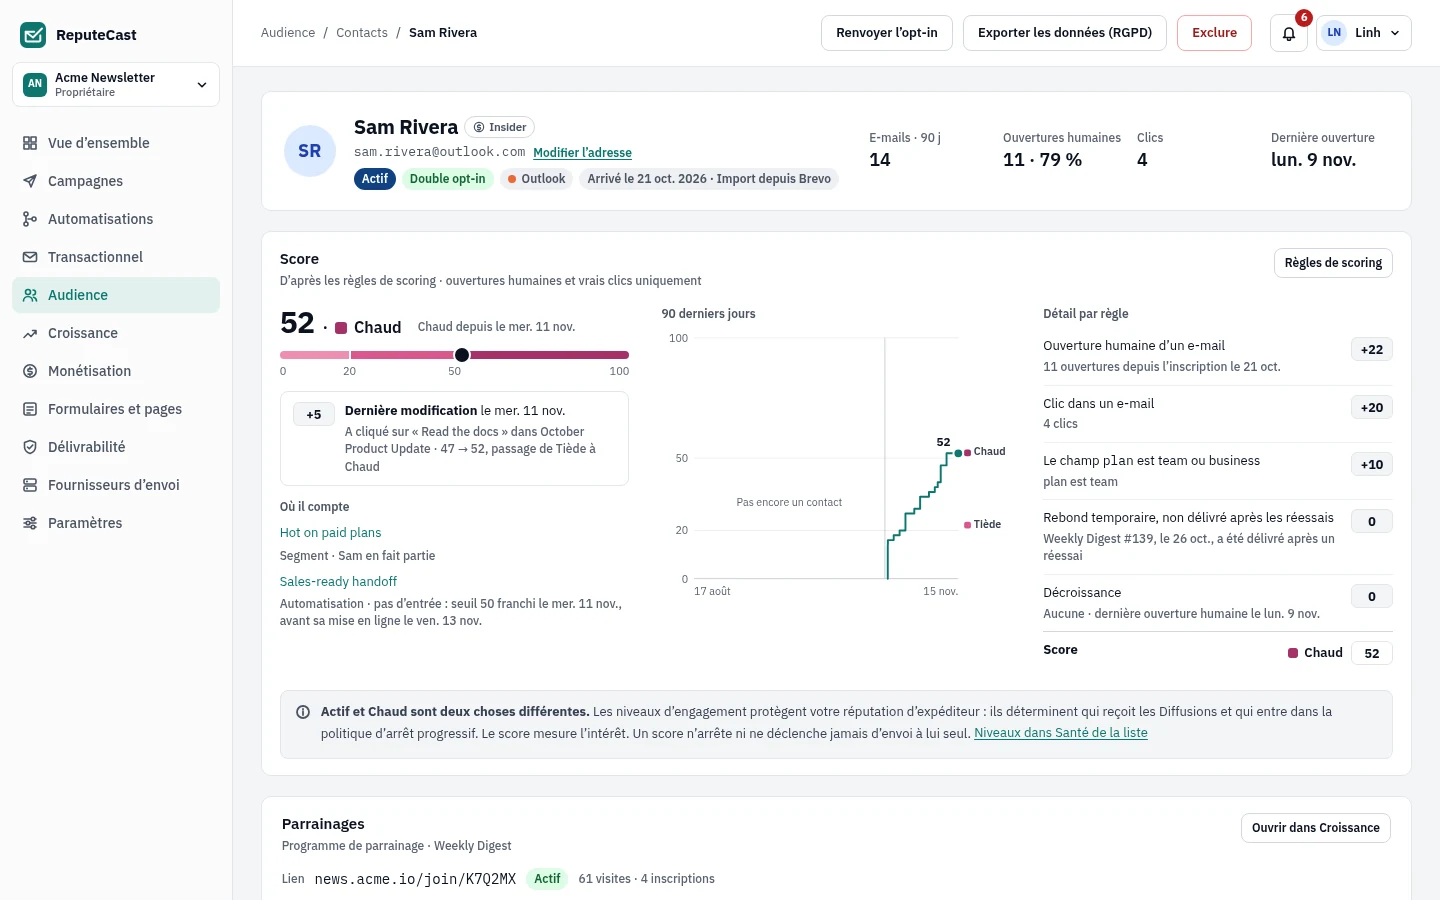 ReputeCast
AN
Acme Newsletter
Propriétaire
Vue d’ensemble
Campagnes
Automatisations
Transactionnel
Audience
Croissance
Monétisation
Formulaires et pages
Délivrabilité
Fournisseurs d’envoi
Paramètres
Audience / Contacts / Sam Rivera
Renvoyer l’opt-in
Exporter les données (RGPD)
Exclure
6
LN
Linh
SR
Sam Rivera
Insider
sam.rivera@outlook.com
Modifier l’adresse
Actif
Double opt-in
Outlook
Arrivé le 21 oct. 2026 · Import depuis Brevo
E-mails · 90 j
14
Ouvertures humaines
11 · 79 %
Clics
4
Dernière ouverture
lun. 9 nov.
Score
D’après les règles de scoring · ouvertures humaines et vrais clics uniquement
Règles de scoring
52 · Chaud
Chaud depuis le mer. 11 nov.
0
20
50
100
+5
Dernière modification le mer. 11 nov.
A cliqué sur « Read the docs » dans October
Product Update · 47 → 52, passage de Tiède à
Chaud
Où il compte
Hot on paid plans
Segment · Sam en fait partie
Sales-ready handoff
Automatisation · pas d’entrée : seuil 50 franchi le mer. 11 nov.,
avant sa mise en ligne le ven. 13 nov.
90 derniers jours
100
50
20
0
Pas encore un contact
52
Chaud
Tiède
17 août
15 nov.
Détail par règle
Ouverture humaine d’un e-mail
11 ouvertures depuis l’inscription le 21 oct.
+22
Clic dans un e-mail
4 clics
+20
Le champ plan est team ou business
plan est team
+10
Rebond temporaire, non délivré après les réessais
Weekly Digest #139, le 26 oct., a été délivré après un
réessai
0
Décroissance
Aucune · dernière ouverture humaine le lun. 9 nov.
0
Score
Chaud
52
Actif et Chaud sont deux choses différentes. Les niveaux d’engagement protègent votre réputation d’expéditeur : ils déterminent qui reçoit les Diffusions et qui entre dans la
politique d’arrêt progressif. Le score mesure l’intérêt. Un score n’arrête ni ne déclenche jamais d’envoi à lui seul. Niveaux dans Santé de la liste
Parrainages
Programme de parrainage · Weekly Digest
Ouvrir dans Croissance
Lien news.acme.io/join/K7Q2MX Actif 61 visites · 4 inscriptions